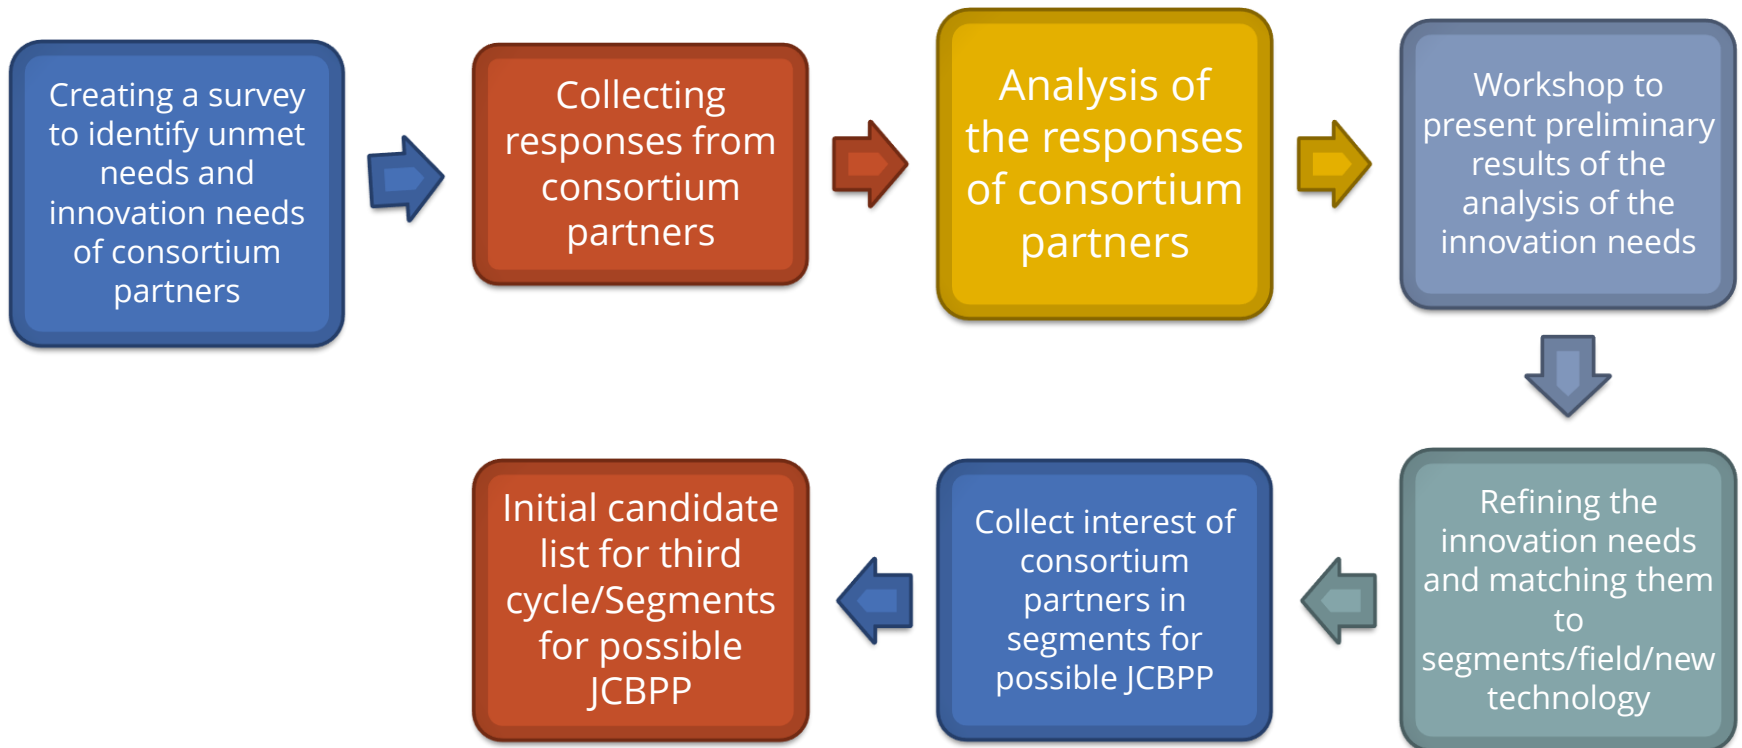 Creating a survey
to identify unmet
needs and
innovation needs
of consortium
partners
Collecting
responses from
consortium
partners
Analysis of
the responses
of consortium
partners
Workshop to
present preliminary
results of the
analysis of the
innovation needs
Refining the
innovation needs
and matching them
to
segments/field/new
technology
Collect interest of
consortium
partners in
segments for
possible JCBPP
Initial candidate
list for third
cycle/Segments
for possible
JCBPP